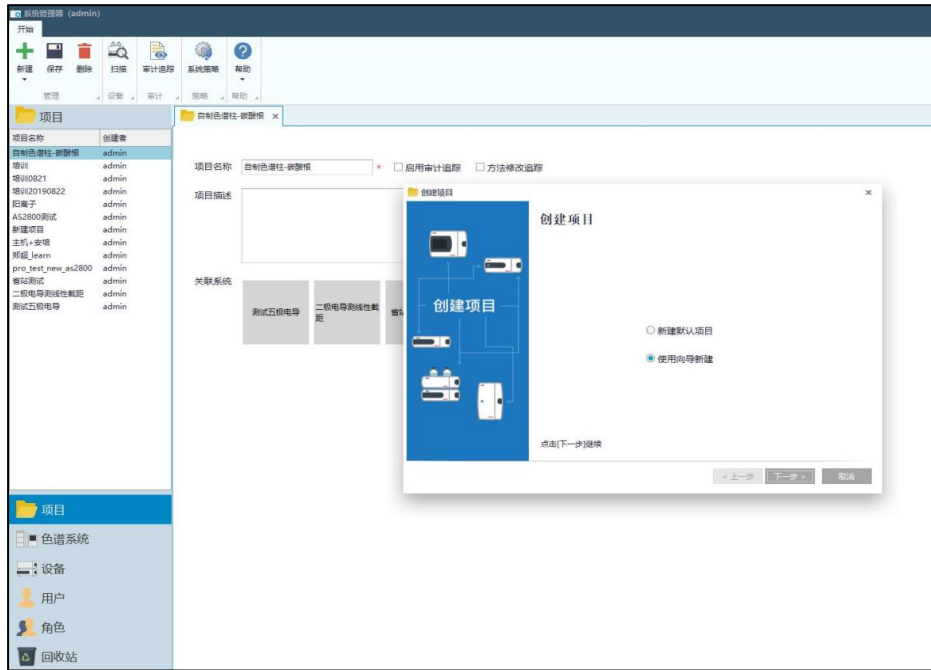 系统管理器 (admin)
开始
新建 保存 删除 扫描 审计追踪 系统策略 帮助
管理 设备 审计 策略 帮助
项目
自制色谱柱-碳酸根
项目名称 创建者
自制色谱柱-碳酸根 admin
培训 admin
培训0821 admin
培训20190822 admin
阳离子 admin
AS2800测试 admin
新建项目 admin
主机+安培 admin
郑超_learn admin
pro_test_new_as2800 admin
省站测试 admin
二极电导测线性截距 admin
测试五极电导 admin
项目名称 自制色谱柱-碳酸根 * 启用审计追踪 方法修改追踪
项目描述
关联系统
测试五极电导
二极电导测线性截
距
创建项目
创建项目
创建项目
新建默认项目
使用向导新建
点击[下一步]继续
< 上一步 下一步 > 取消
项目
色谱系统
设备
用户
角色
回收站